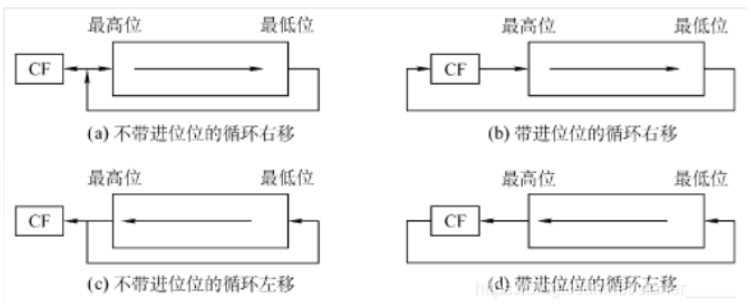 最高位 最低位 最高位 最低位
CF CF
(a) 不带进位位的循环右移 (b) 带进位位的循环右移
最高位 最低位 最高位 最低位
CF CF
(c) 不带进位位的循环左移 (d) 带进位位的循环左移